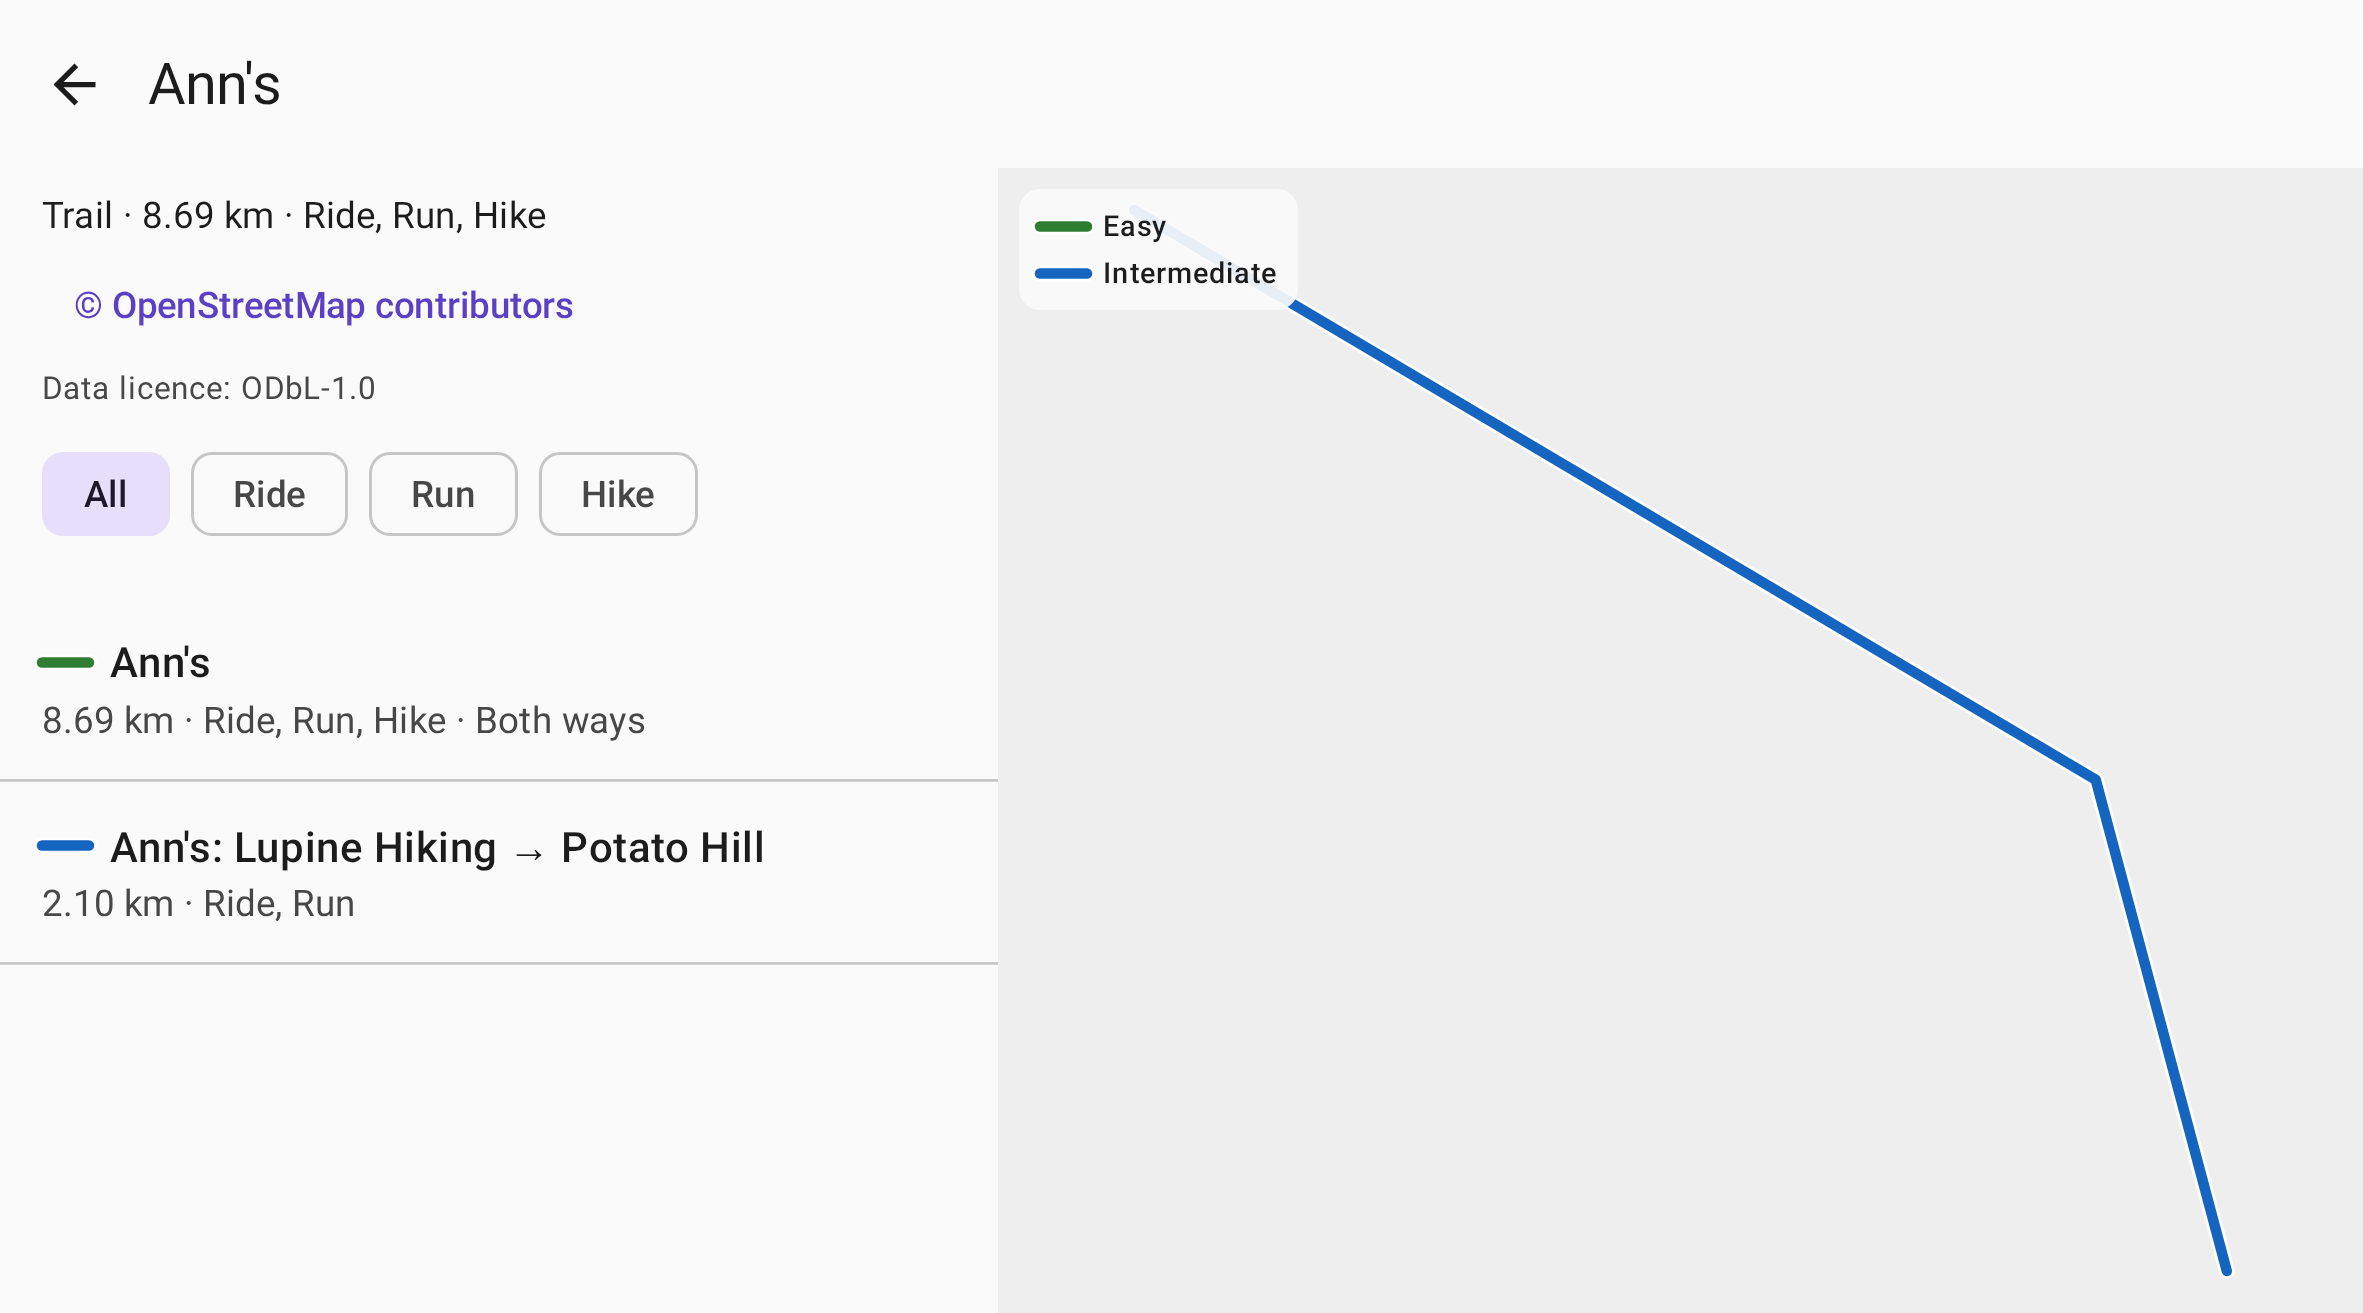 Ann's
Trail · 8.69 km · Ride, Run, Hike
© OpenStreetMap contributors
Data licence: ODbL-1.0
All
Ride
Run
Hike
Ann's
8.69 km · Ride, Run, Hike · Both ways
Ann's: Lupine Hiking → Potato Hill
2.10 km · Ride, Run
Easy
Intermediate